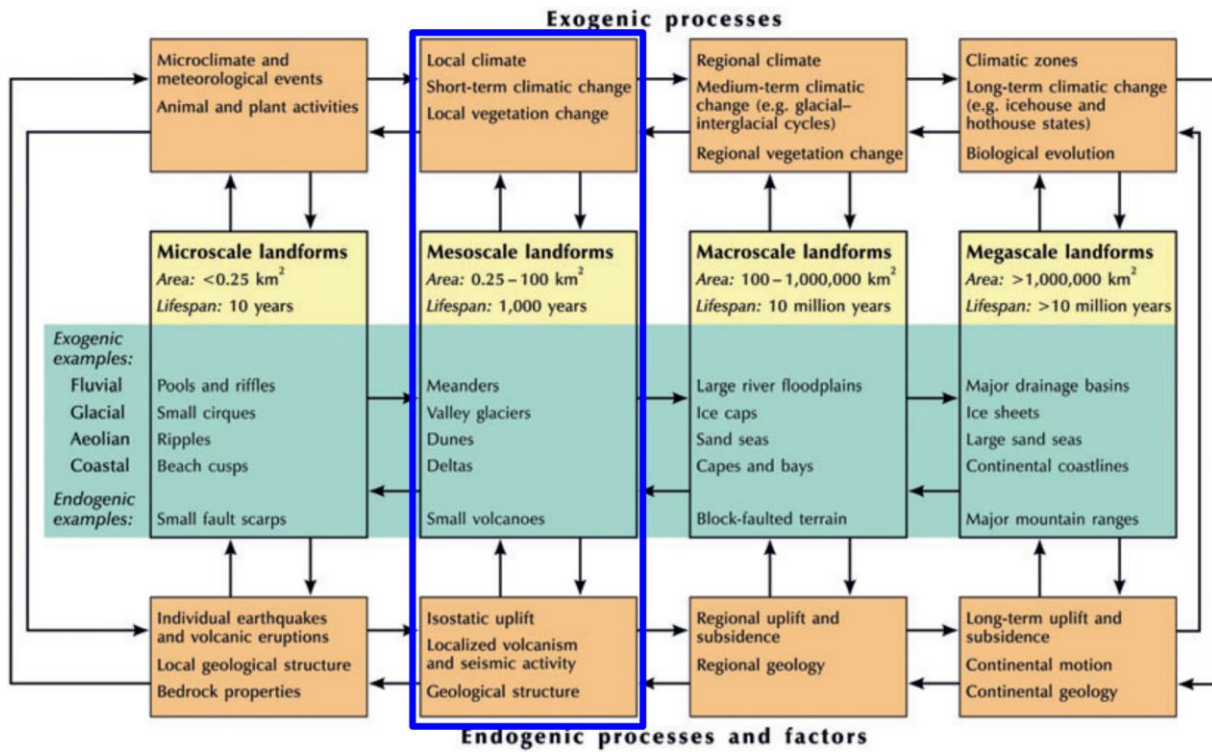 Exogenic processes
Microclimate and
meteorological events
Animal and plant activities
Local climate
Short-term climatic change
Local vegetation change
Regional climate
Medium-term climatic
change (e.g. glacial–
interglacial cycles)
Regional vegetation change
Climatic zones
Long-term climatic change
(e.g. icehouse and
hothouse states)
Biological evolution
Microscale landforms
Area: <0.25 km²
Lifespan: 10 years
Mesoscale landforms
Area: 0.25–100 km²
Lifespan: 1,000 years
Macroscale landforms
Area: 100–1,000,000 km²
Lifespan: 10 million years
Megascale landforms
Area: >1,000,000 km²
Lifespan: >10 million years
Exogenic
examples:
Fluvial Pools and riffles Meanders Large river floodplains Major drainage basins
Glacial Small cirques Valley glaciers Ice caps Ice sheets
Aeolian Ripples Dunes Sand seas Large sand seas
Coastal Beach cusps Deltas Capes and bays Continental coastlines
Endogenic
examples: Small fault scarps Small volcanoes Block-faulted terrain Major mountain ranges
Individual earthquakes
and volcanic eruptions
Local geological structure
Bedrock properties
Isostatic uplift
Localized volcanism
and seismic activity
Geological structure
Regional uplift and
subsidence
Regional geology
Long-term uplift and
subsidence
Continental motion
Continental geology
Endogenic processes and factors